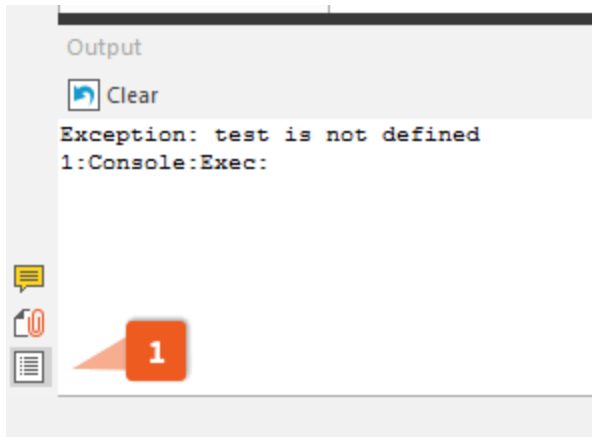 Output
Clear
Exception: test is not defined
1:Console:Exec:
1